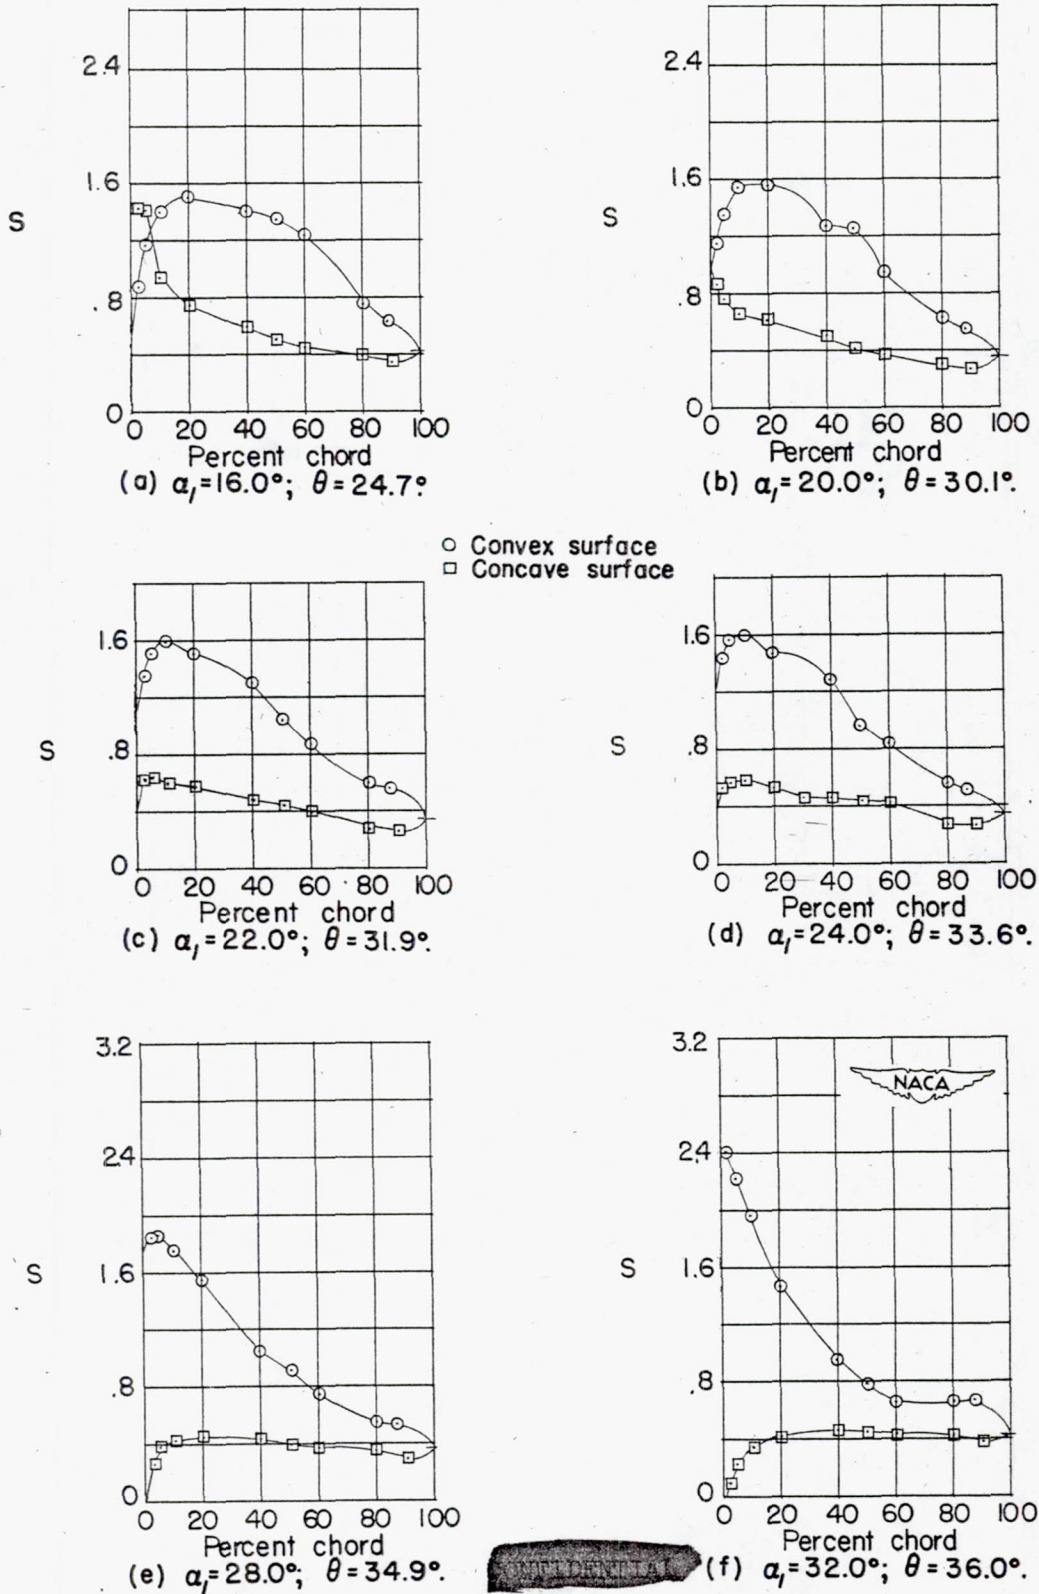 2.4
1.6
S
.8
0
0 20 40 60 80 100
Percent chord
(a) α₁=16.0°; θ=24.7°.
2.4
1.6
S
.8
0
0 20 40 60 80 100
Percent chord
(b) α₁=20.0°; θ=30.1°.
○ Convex surface
□ Concave surface
1.6
S
.8
0
0 20 40 60 80 100
Percent chord
(c) α₁=22.0°; θ=31.9°.
1.6
S
.8
0
0 20 40 60 80 100
Percent chord
(d) α₁=24.0°; θ=33.6°.
3.2
2.4
1.6
S
.8
0
0 20 40 60 80 100
Percent chord
(e) α₁=28.0°; θ=34.9°.
NACA
3.2
2.4
1.6
S
.8
0
0 20 40 60 80 100
Percent chord
(f) α₁=32.0°; θ=36.0°.